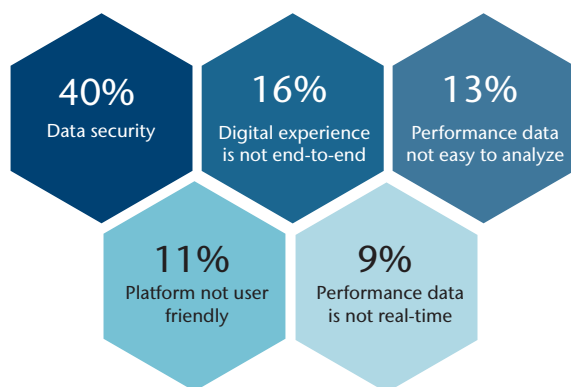 40%
Data security
16%
Digital experience
is not end-to-end
13%
Performance data
not easy to analyze
11%
Platform not user
friendly
9%
Performance data
is not real-time